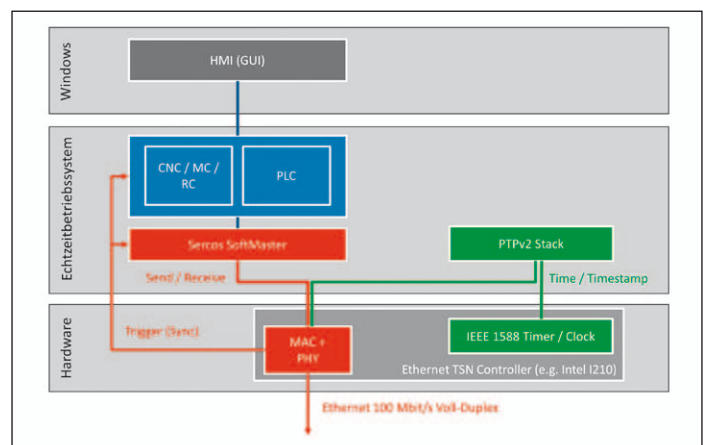 Windows
HMI (GUI)
Echtzeitbetriebssystem
CNC / MC /
RC
PLC
Sercos SoftMaster
PTPv2 Stack
Send / Receive
Time / Timestamp
Hardware
Trigger (Sync)
MAC +
PHY
IEEE 1588 Timer / Clock
Ethernet TSN Controller (e.g. Intel I210)
Ethernet 100 Mbit/s Voll-Duplex